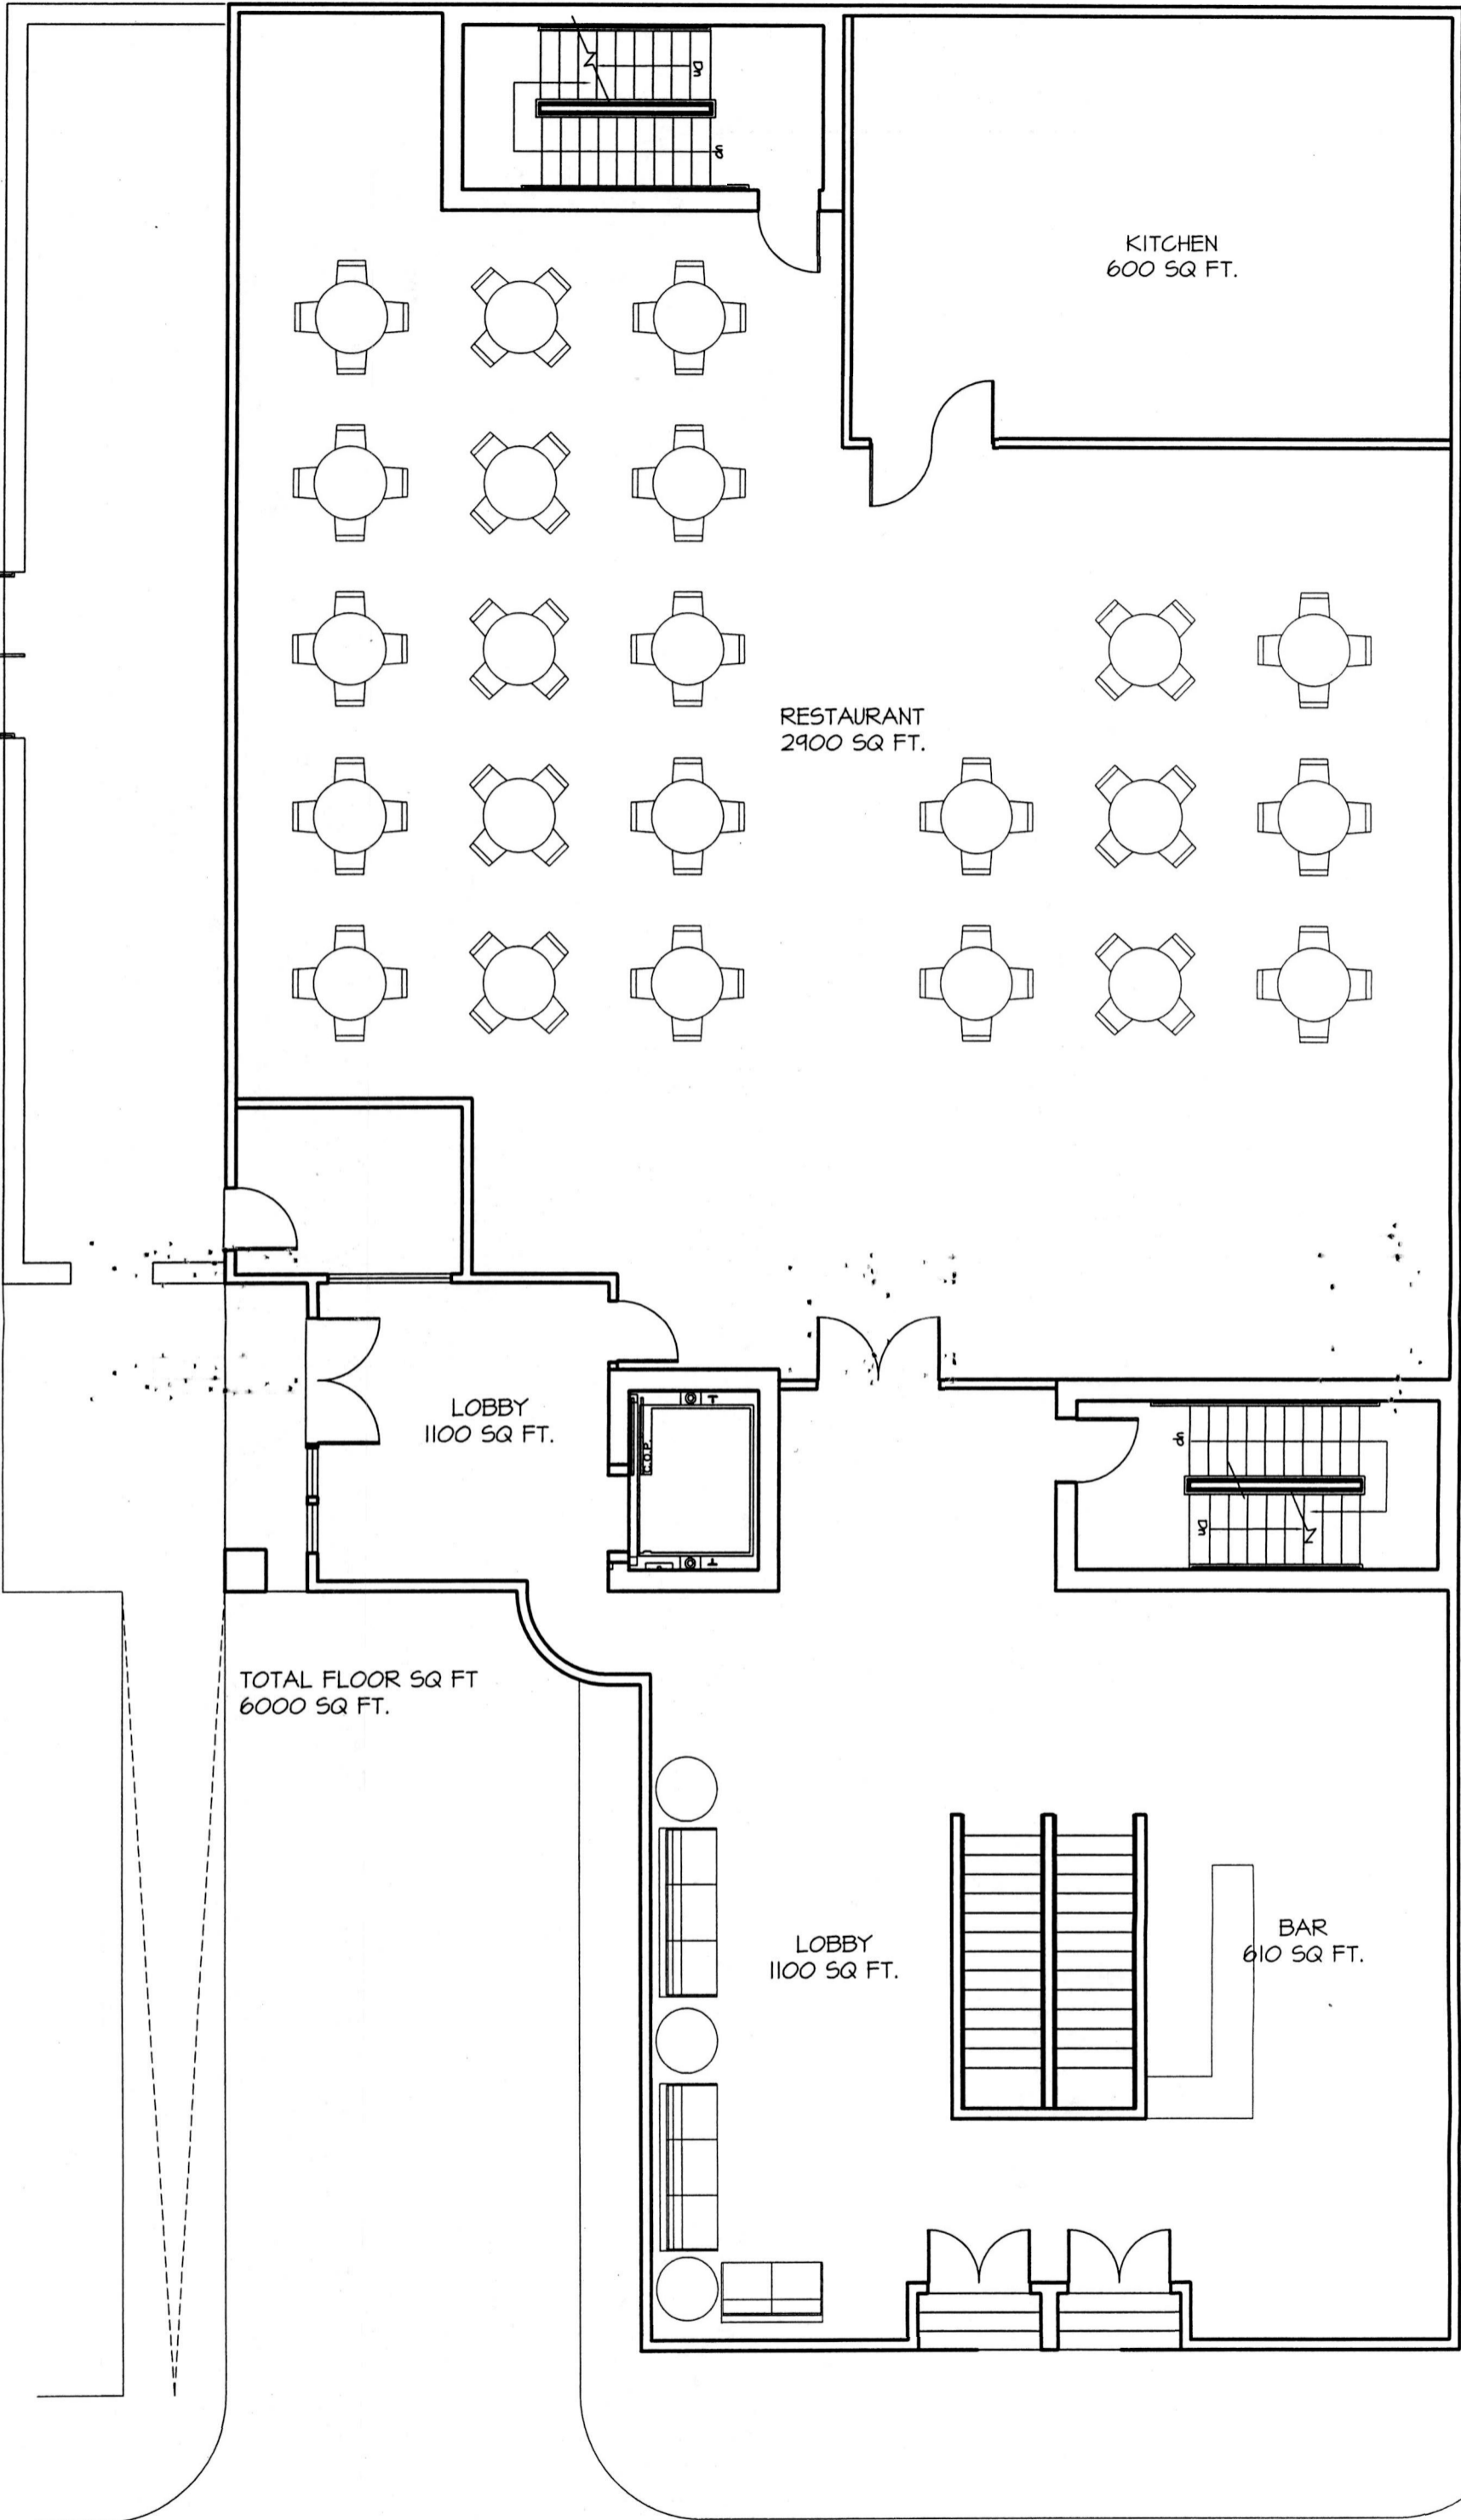 Dn
up
KITCHEN
600 SQ FT.
RESTAURANT
2900 SQ FT.
LOBBY
1100 SQ FT.
C.O.P.
up
Dn
TOTAL FLOOR SQ FT
6000 SQ FT.
LOBBY
1100 SQ FT.
BAR
610 SQ FT.